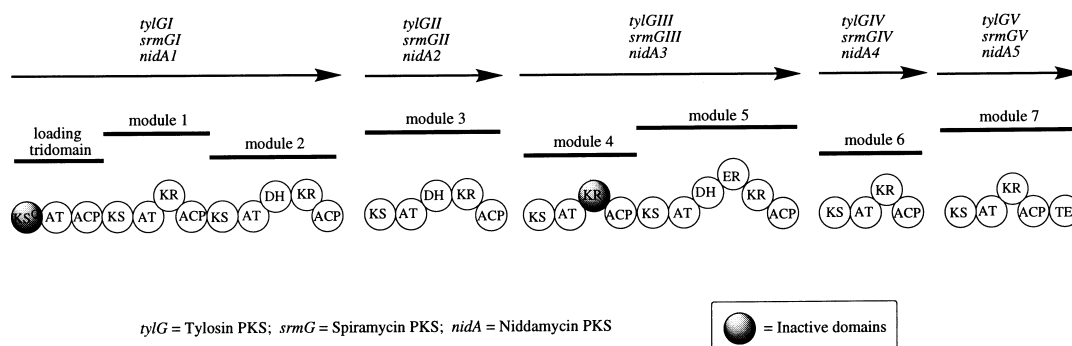 tylGI
srmGI
nidA1
tylGII
srmGII
nidA2
tylGIII
srmGIII
nidA3
tylGIV
srmGIV
nidA4
tylGV
srmGV
nidA5
loading tridomain
module 1
module 2
module 3
module 4
module 5
module 6
module 7
KSQ AT ACP KS AT KR ACP KS AT DH KR ACP
KS AT DH KR ACP
KS AT KR ACP KS AT DH ER KR ACP
KS AT KR ACP
KS AT KR ACP TE
tylG = Tylosin PKS; srmG = Spiramycin PKS; nidA = Niddamycin PKS
= Inactive domains